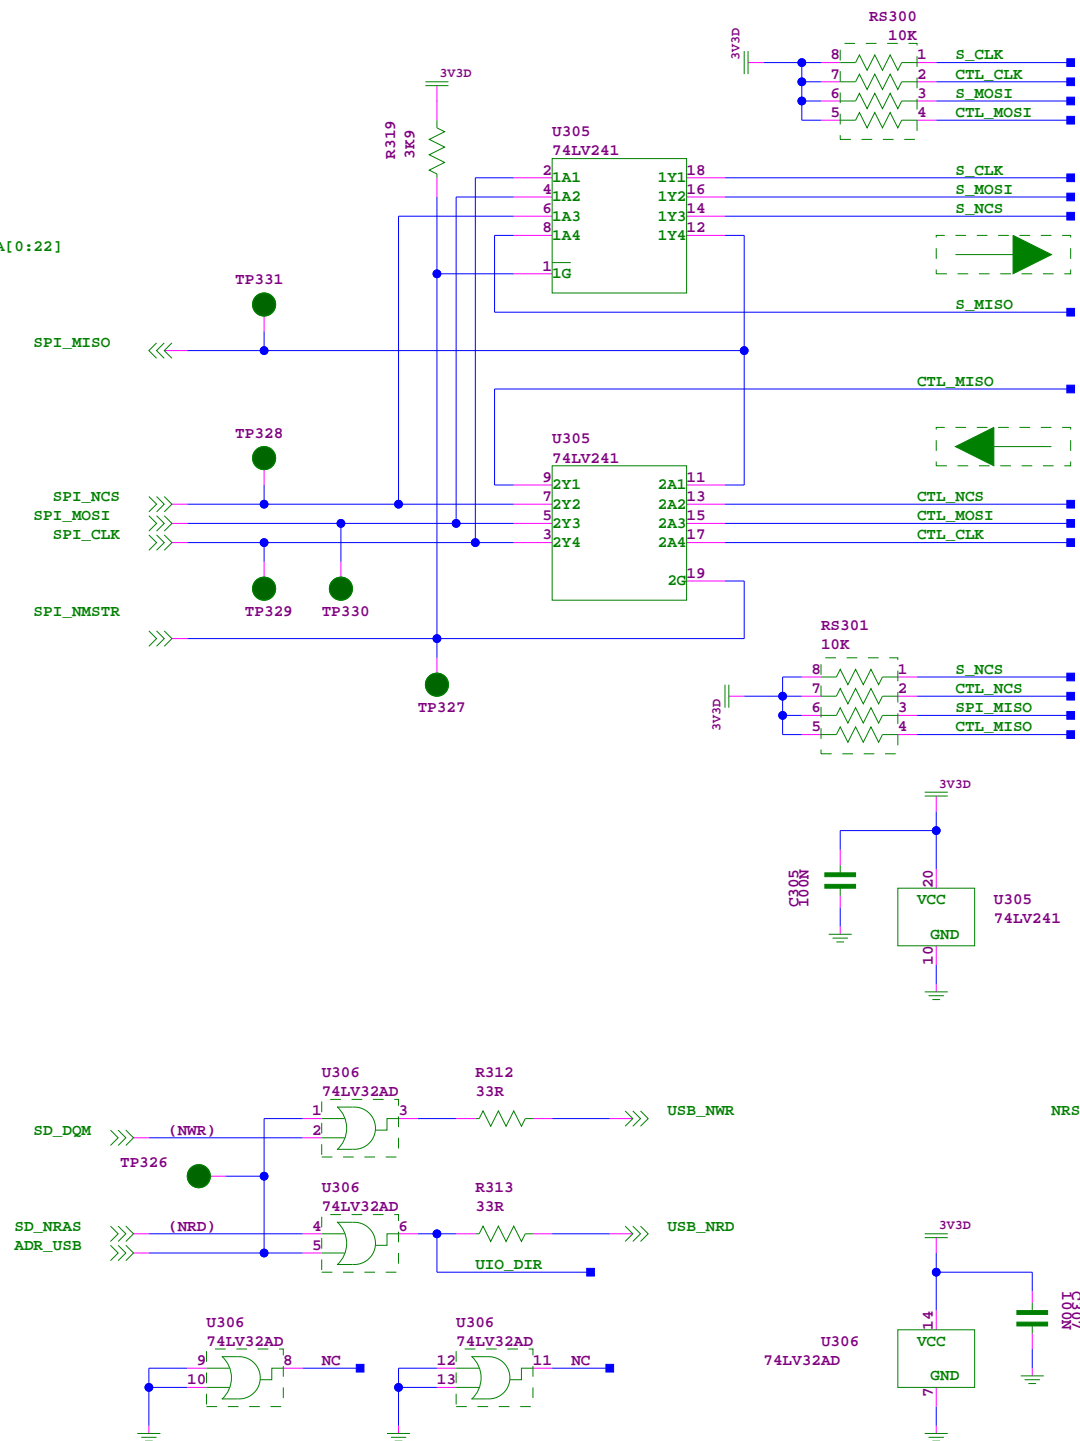 RS300
10K
3V3D
8 1 S_CLK
7 2 CTL_CLK
6 3 S_MOSI
5 4 CTL_MOSI
3V3D
R319
3K9
U305
74LV241
2 1A1 1Y1 18 S_CLK
4 1A2 1Y2 16 S_MOSI
6 1A3 1Y3 14 S_NCS
8 1A4 1Y4 12
A[0:22]
1 1G
TP331
S_MISO
SPI_MISO
CTL_MISO
TP328
U305
74LV241
9 2Y1 2A1 11
SPI_NCS 7 2Y2 2A2 13 CTL_NCS
SPI_MOSI 5 2Y3 2A3 15 CTL_MOSI
SPI_CLK 3 2Y4 2A4 17 CTL_CLK
2G 19
TP329 TP330
SPI_NMSTR
TP327
RS301
10K
3V3D
8 1 S_NCS
7 2 CTL_NCS
6 3 SPI_MISO
5 4 CTL_MISO
3V3D
C305
100N
20
VCC
GND
10
U305
74LV241
U306
74LV32AD
R312
33R
1 3 USB_NWR
NRS
SD_DQM (NWR) 2
TP326
U306
74LV32AD
R313
33R
SD_NRAS (NRD) 4 6 USB_NRD
ADR_USB 5
UIO_DIR
3V3D
U306
74LV32AD
9 8 NC
10
U306
74LV32AD
12 11 NC
13
U306
74LV32AD
14
VCC
GND
7
100N